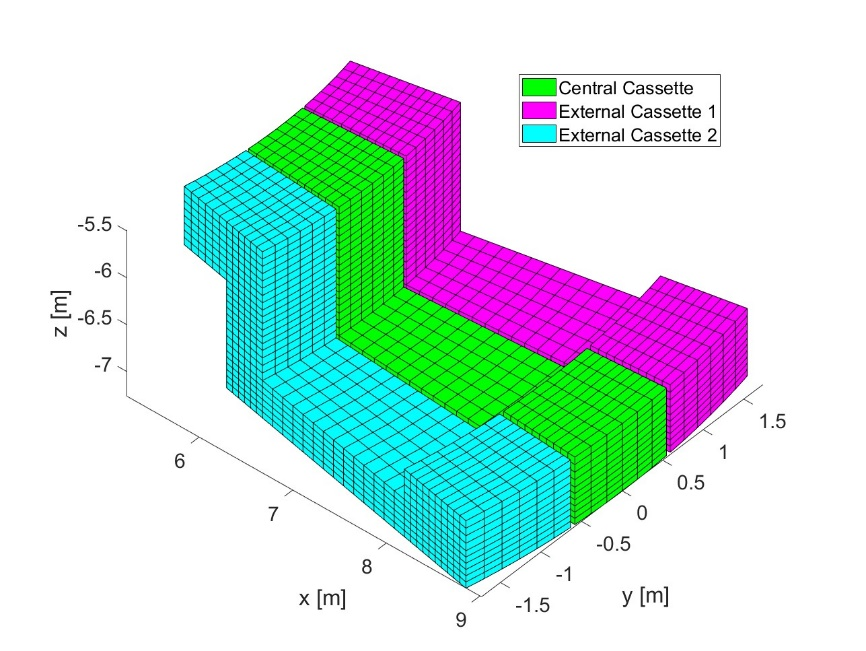 Central Cassette
External Cassette 1
External Cassette 2
-5.5
-6
-6.5
-7
z [m]
6
7
8
9
x [m]
-1.5
-1
-0.5
0
0.5
1
1.5
y [m]